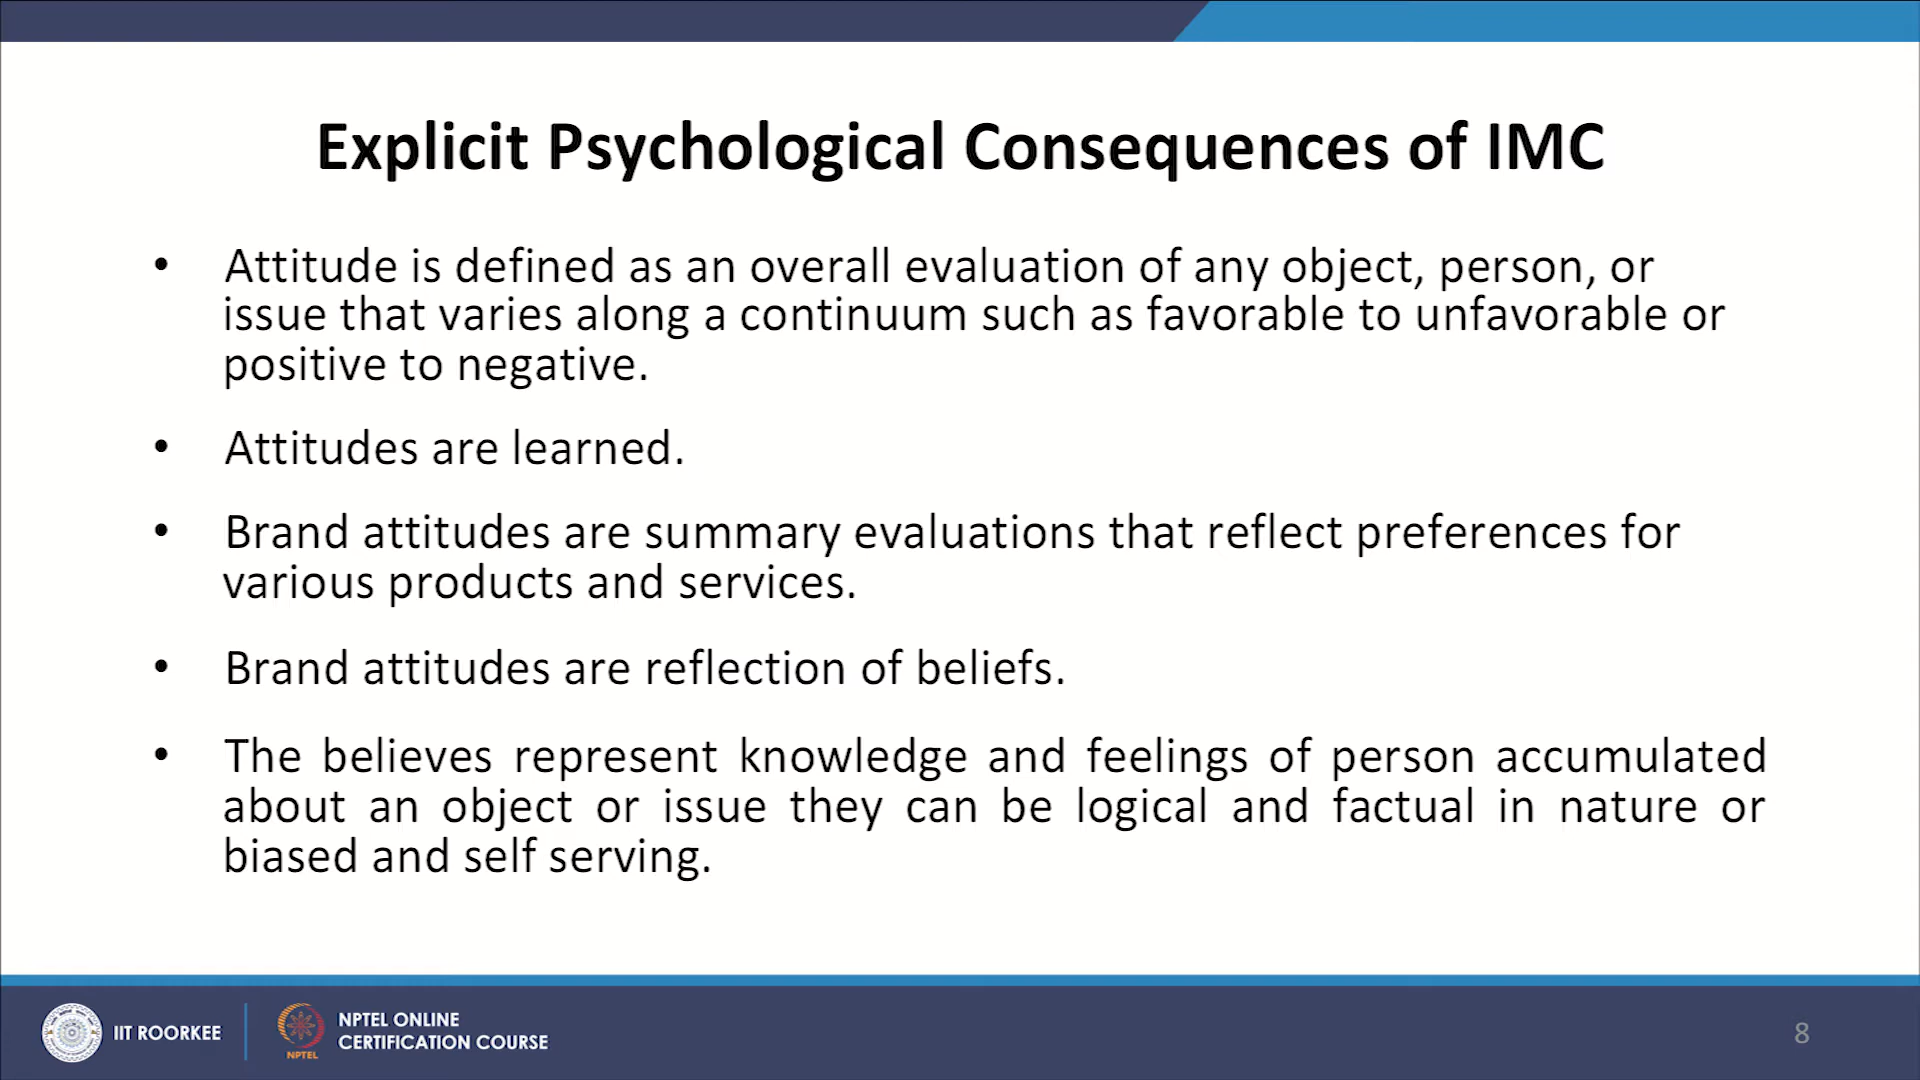 Explicit Psychological Consequences of IMC
• Attitude is defined as an overall evaluation of any object, person, or
issue that varies along a continuum such as favorable to unfavorable or
positive to negative.
• Attitudes are learned.
• Brand attitudes are summary evaluations that reflect preferences for
various products and services.
• Brand attitudes are reflection of beliefs.
• The believes represent knowledge and feelings of person accumulated
about an object or issue they can be logical and factual in nature or
biased and self serving.
IIT ROORKEE
NPTEL
NPTEL ONLINE
CERTIFICATION COURSE
8